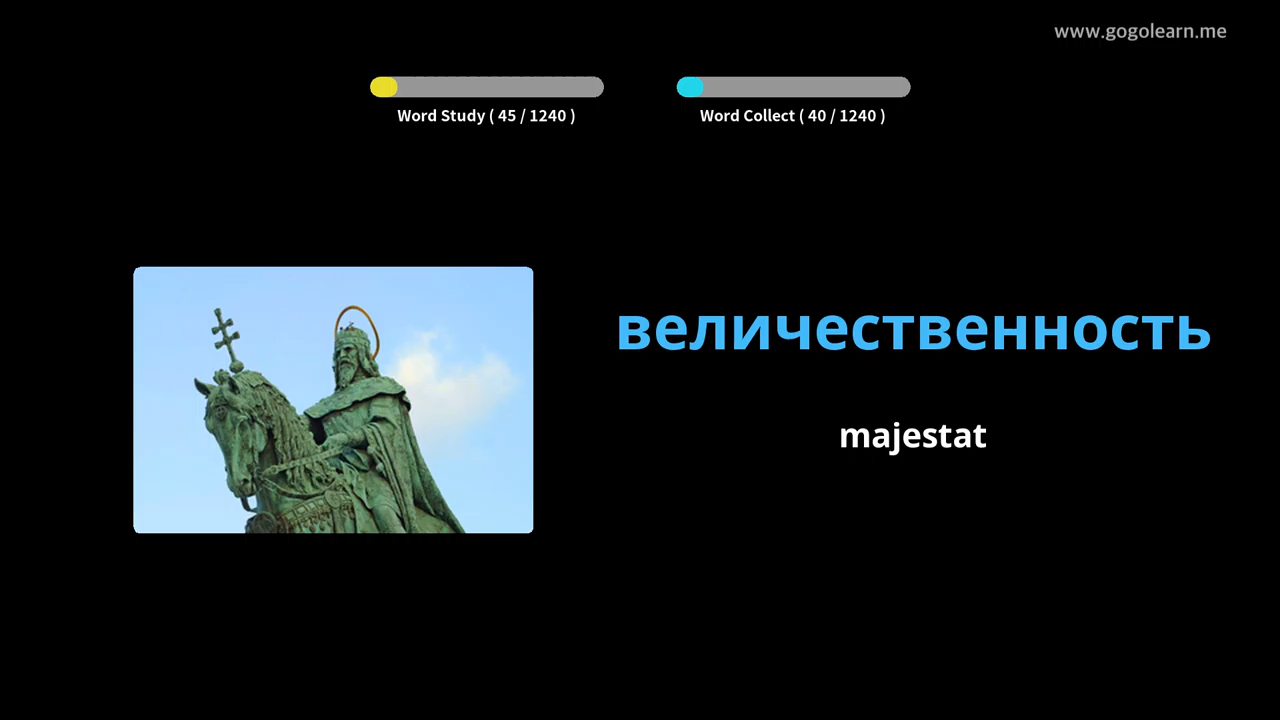 www.gogolearn.me
Word Study ( 45 / 1240 )
Word Collect ( 40 / 1240 )
величественность
majestat